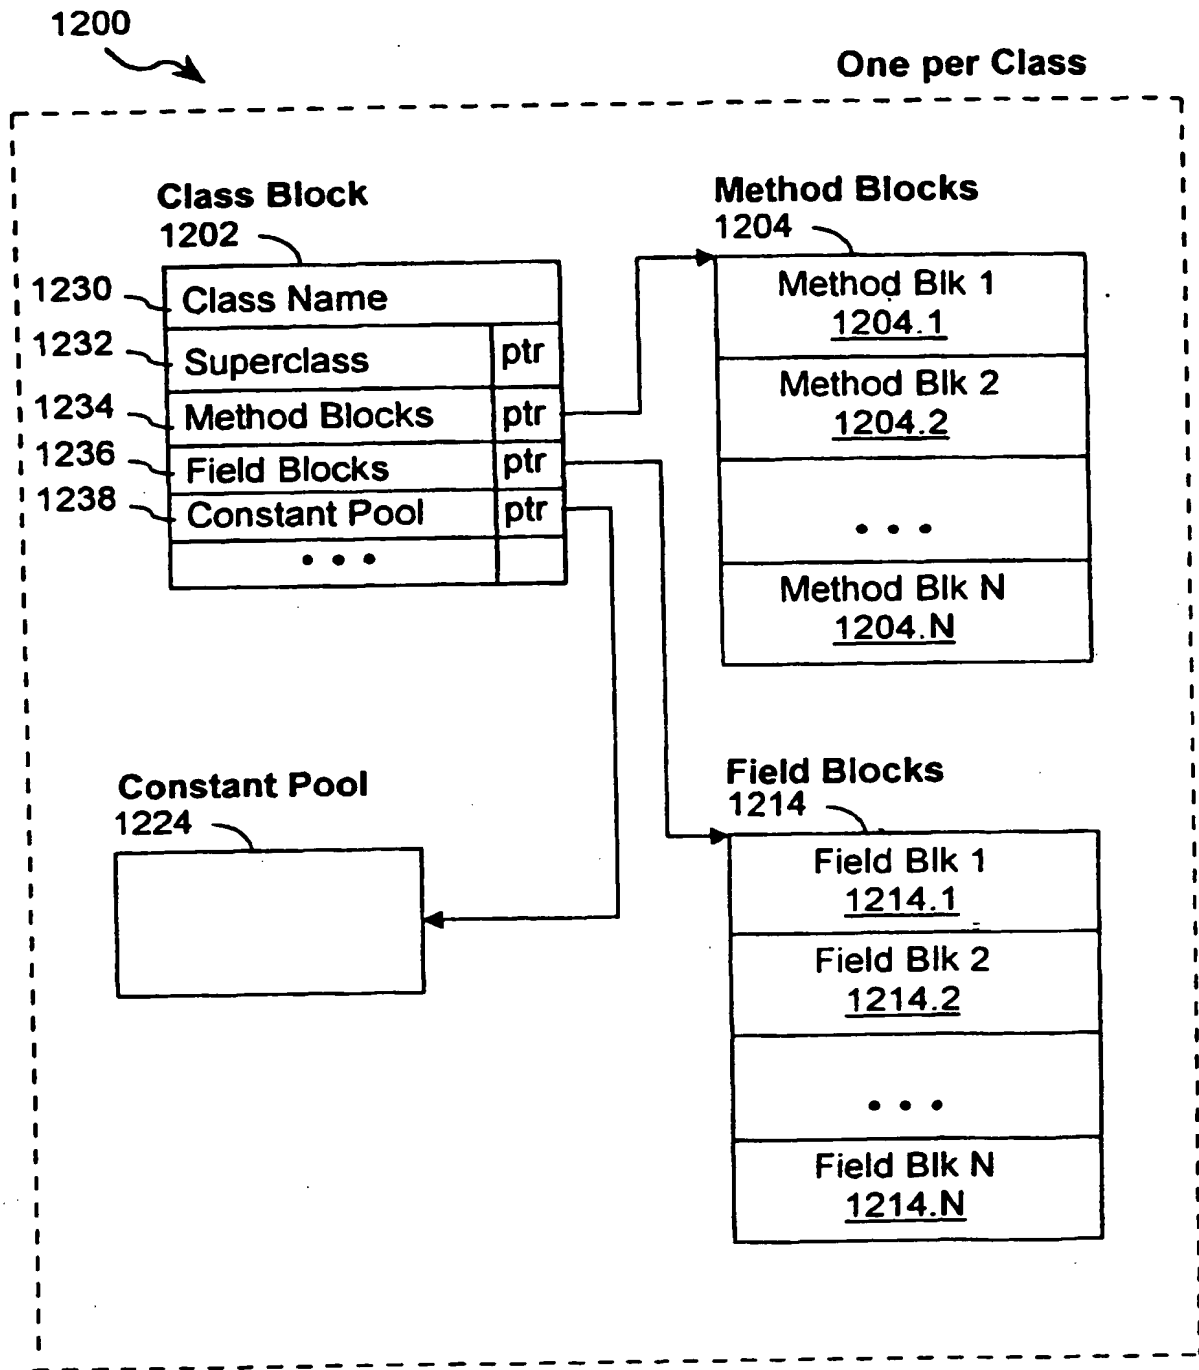 1200
One per Class
Class Block
1202
1230
Class Name
1232
Superclass ptr
1234
Method Blocks ptr
1236
Field Blocks ptr
1238
Constant Pool ptr
• • •
Method Blocks
1204
Method Blk 1
1204.1
Method Blk 2
1204.2
• • •
Method Blk N
1204.N
Constant Pool
1224
Field Blocks
1214
Field Blk 1
1214.1
Field Blk 2
1214.2
• • •
Field Blk N
1214.N